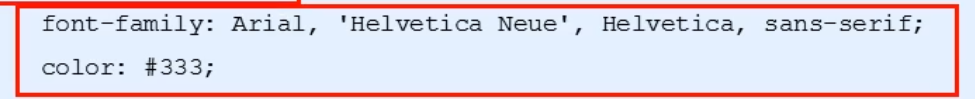 font-family: Arial, 'Helvetica Neue', Helvetica, sans-serif;
color: #333;